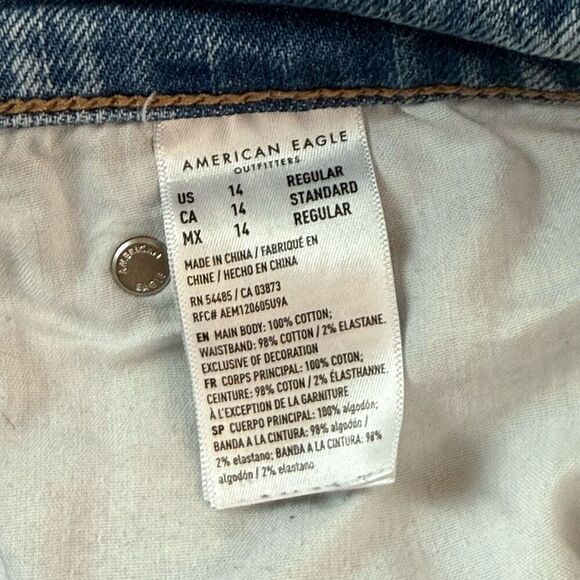 AMERICAN EAGLE
OUTFITTERS
US 14 REGULAR
CA 14 STANDARD
MX 14 REGULAR
MADE IN CHINA / FABRIQUÉ EN
CHINE / HECHO EN CHINA
RN 54485 / CA 03873
RFC# AEM120605U9A
EN MAIN BODY: 100% COTTON;
WAISTBAND: 98% COTTON / 2% ELASTANE.
EXCLUSIVE OF DECORATION
FR CORPS PRINCIPAL: 100% COTON;
CEINTURE: 98% COTON / 2% ÉLASTHANNE.
À L'EXCEPTION DE LA GARNITURE
SP CUERPO PRINCIPAL: 100% algodón;
BANDA A LA CINTURA: 98% algodón /
2% elastano; BANDA A LA CINTURA: 98%
algodón / 2% elastano
AMERICAN
EAGLE